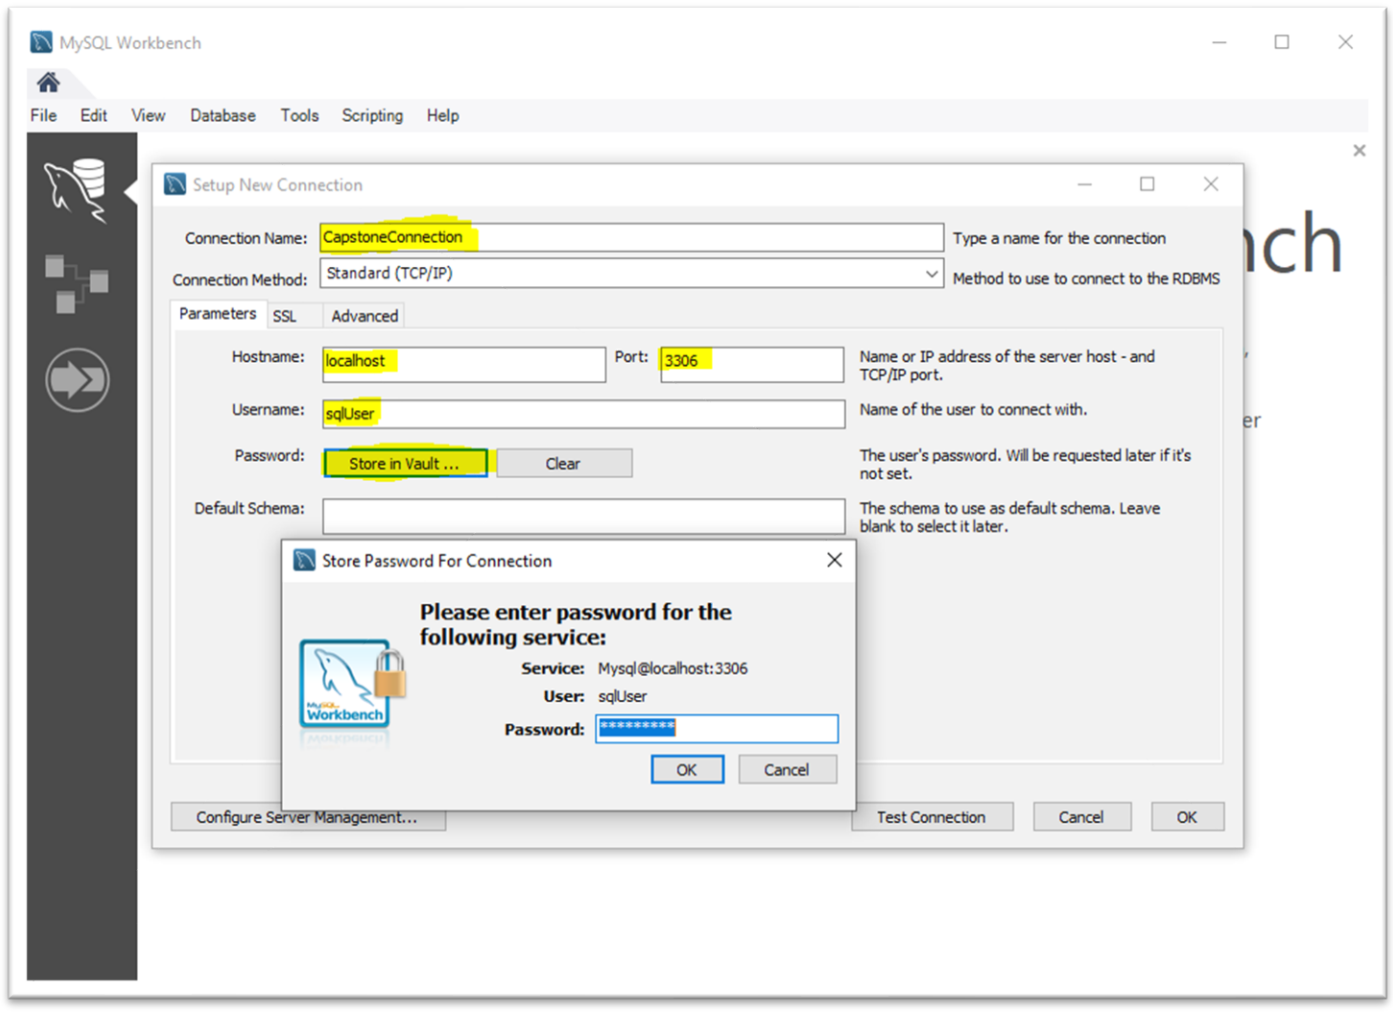 MySQL Workbench
File Edit View Database Tools Scripting Help
nch
er
Setup New Connection
Connection Name: CapstoneConnection Type a name for the connection
Connection Method: Standard (TCP/IP) Method to use to connect to the RDBMS
Parameters SSL Advanced
Hostname: localhost Port: 3306 Name or IP address of the server host - and
TCP/IP port.
Username: sqlUser Name of the user to connect with.
Password: Store in Vault ... Clear The user's password. Will be requested later if it's
not set.
Default Schema: The schema to use as default schema. Leave
blank to select it later.
Store Password For Connection
Please enter password for the
following service:
Service: Mysql@localhost:3306
User: sqlUser
Password: *********
MySQL
Workbench
OK Cancel
Configure Server Management... Test Connection Cancel OK